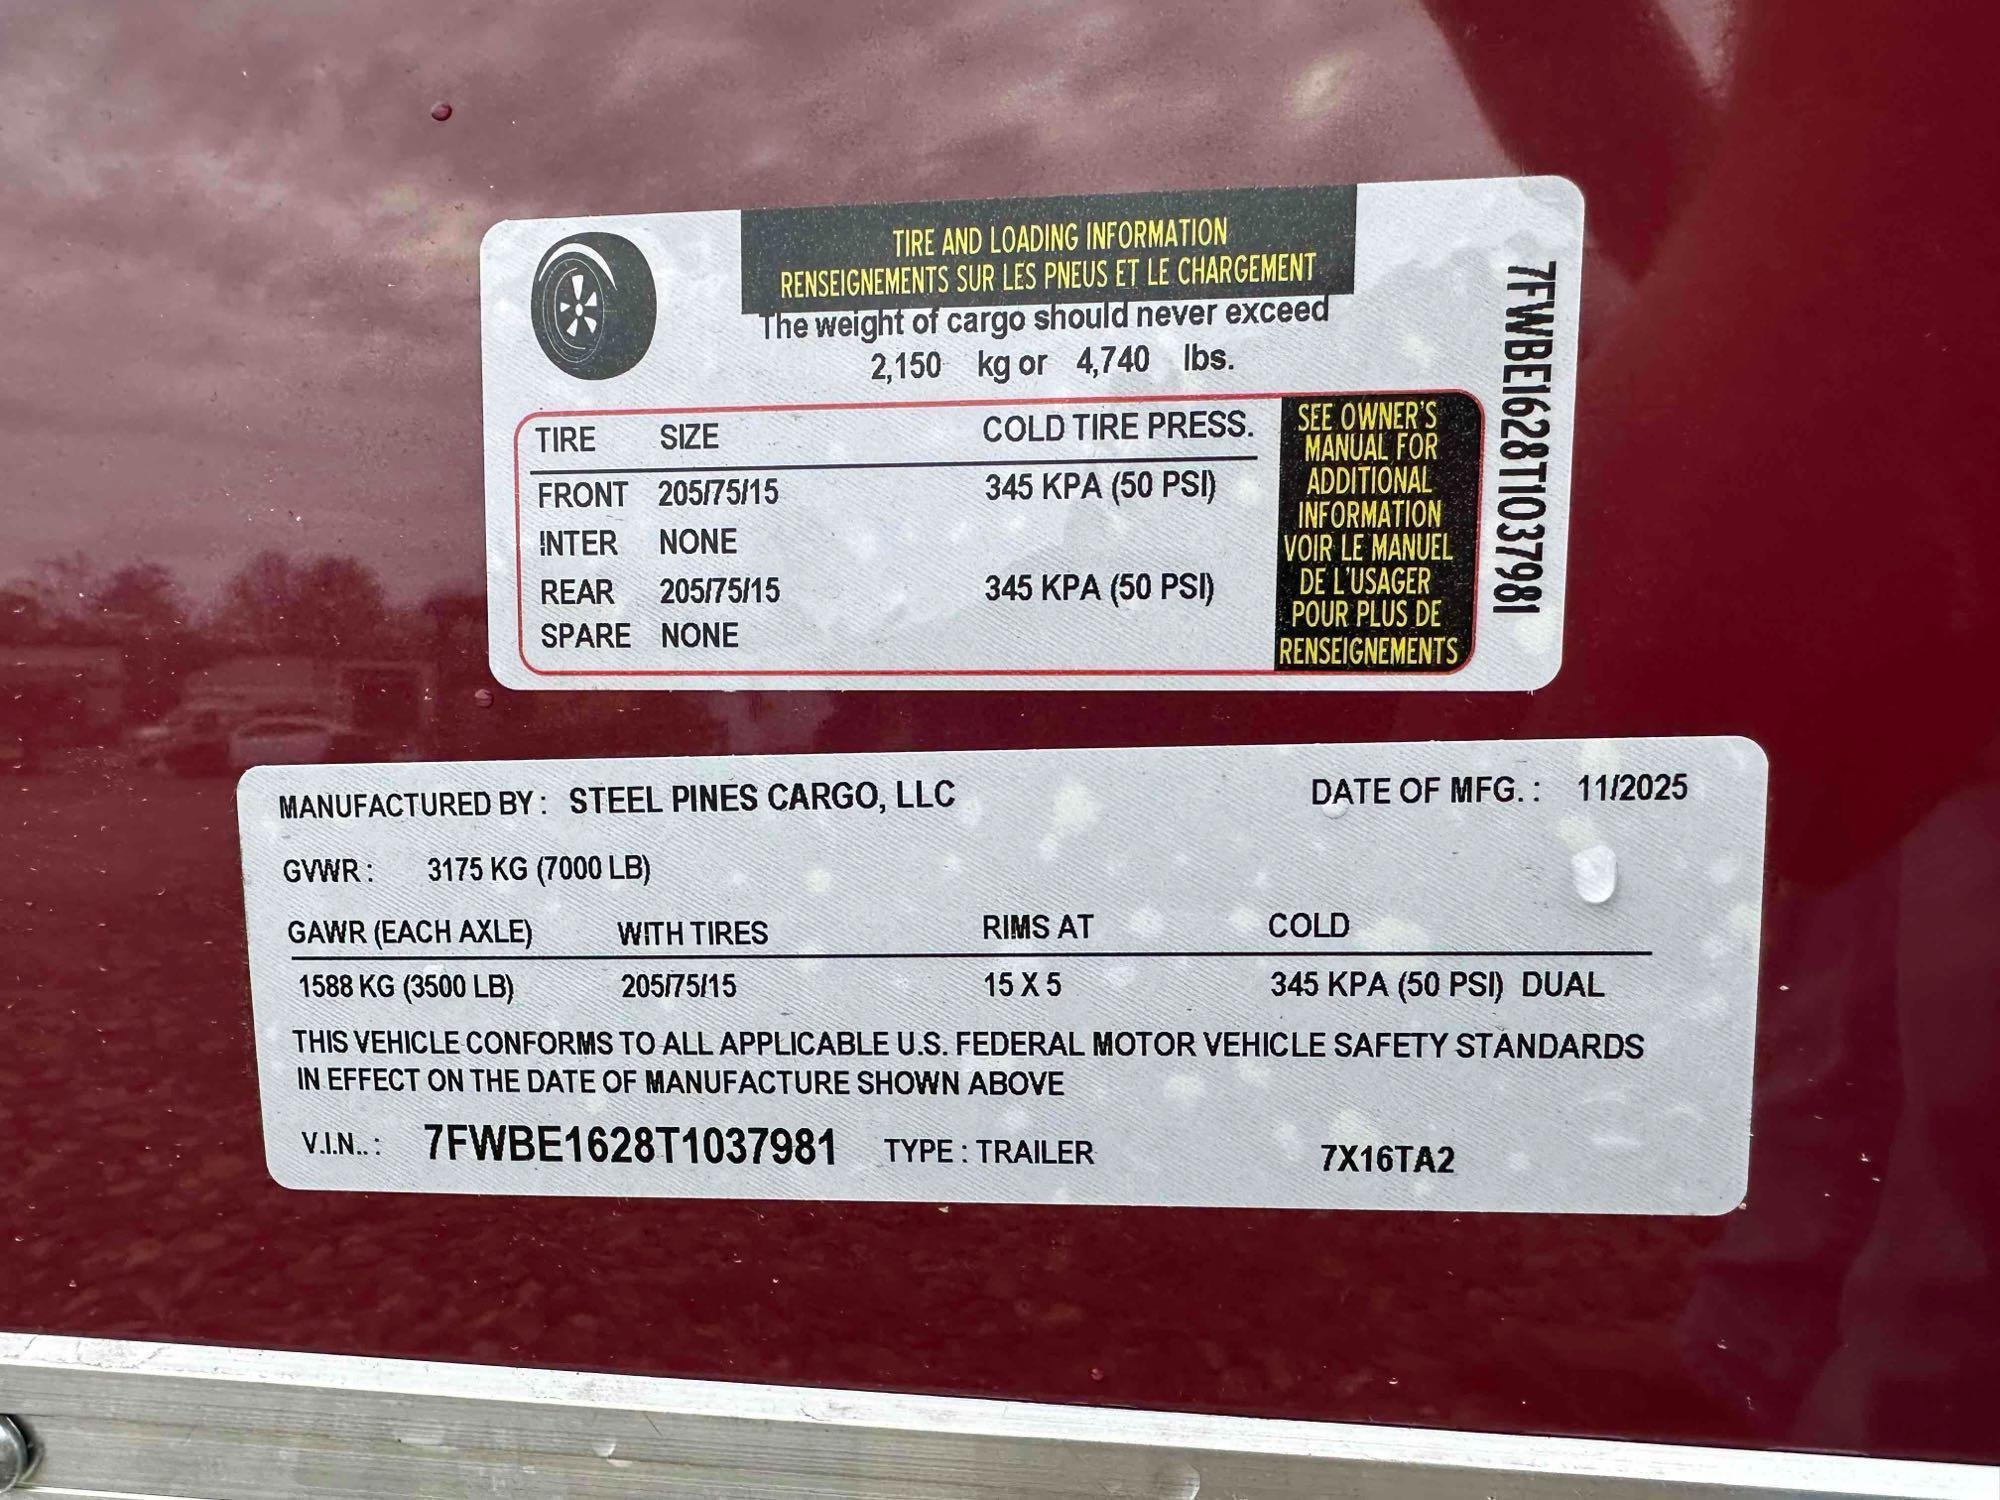 TIRE AND LOADING INFORMATION
RENSEIGNEMENTS SUR LES PNEUS ET LE CHARGEMENT
The weight of cargo should never exceed
2,150 kg or 4,740 lbs.
TIRE SIZE COLD TIRE PRESS.
FRONT 205/75/15 345 KPA (50 PSI)
INTER NONE
REAR 205/75/15 345 KPA (50 PSI)
SPARE NONE
SEE OWNER'S
MANUAL FOR
ADDITIONAL
INFORMATION
VOIR LE MANUEL
DE L'USAGER
POUR PLUS DE
RENSEIGNEMENTS
7FWBE1628T1037981
MANUFACTURED BY : STEEL PINES CARGO, LLC DATE OF MFG. : 11/2025
GVWR : 3175 KG (7000 LB)
GAWR (EACH AXLE) WITH TIRES RIMS AT COLD
1588 KG (3500 LB) 205/75/15 15 X 5 345 KPA (50 PSI) DUAL
THIS VEHICLE CONFORMS TO ALL APPLICABLE U.S. FEDERAL MOTOR VEHICLE SAFETY STANDARDS
IN EFFECT ON THE DATE OF MANUFACTURE SHOWN ABOVE
V.I.N.. : 7FWBE1628T1037981 TYPE : TRAILER 7X16TA2